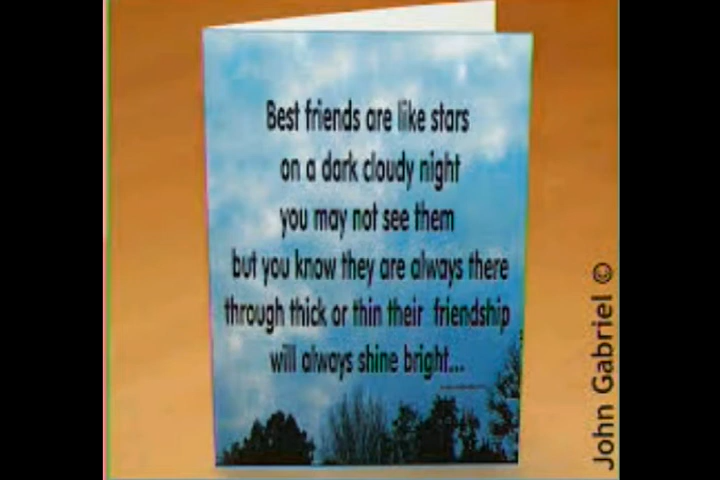 Best friends are like stars
on a dark cloudy night
you may not see them
but you know they are always there
through thick or thin their friendship
will always shine bright...
John Gabriel ©